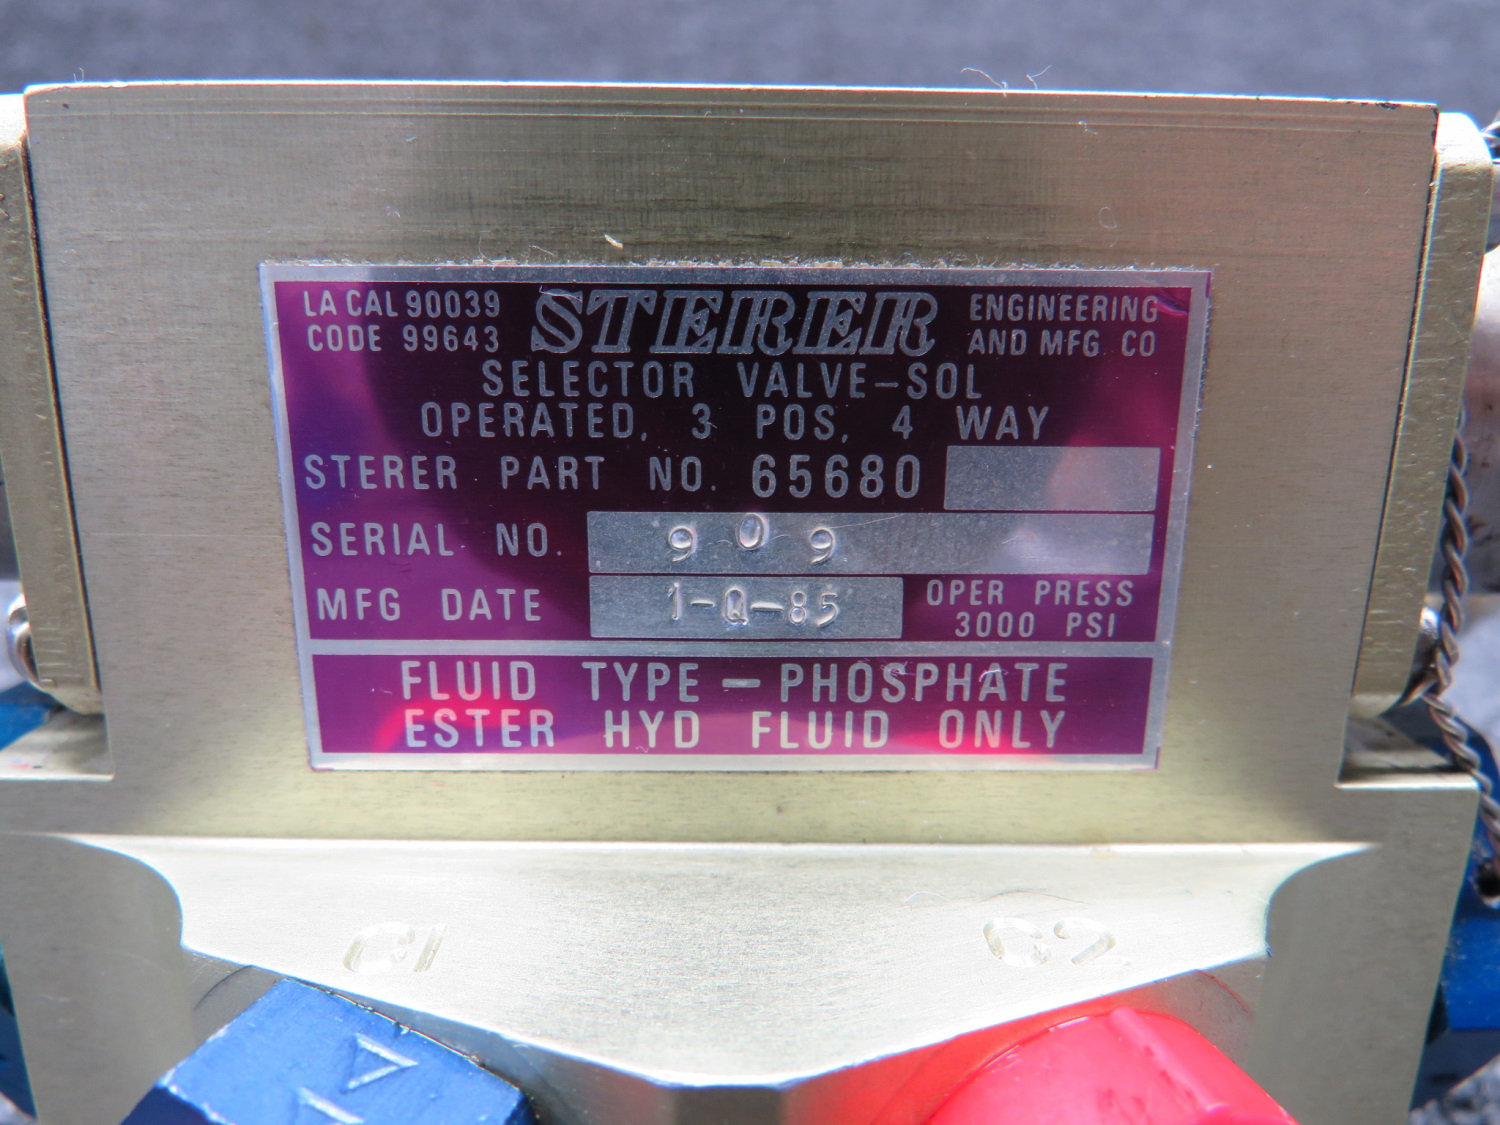 LA CAL 90039 STERER ENGINEERING
CODE 99643 AND MFG CO
SELECTOR VALVE-SOL
OPERATED, 3 POS, 4 WAY
STERER PART NO. 65680
SERIAL NO. 909
MFG DATE 1-Q-85 OPER PRESS
3000 PSI
FLUID TYPE - PHOSPHATE
ESTER HYD FLUID ONLY
C1 C2